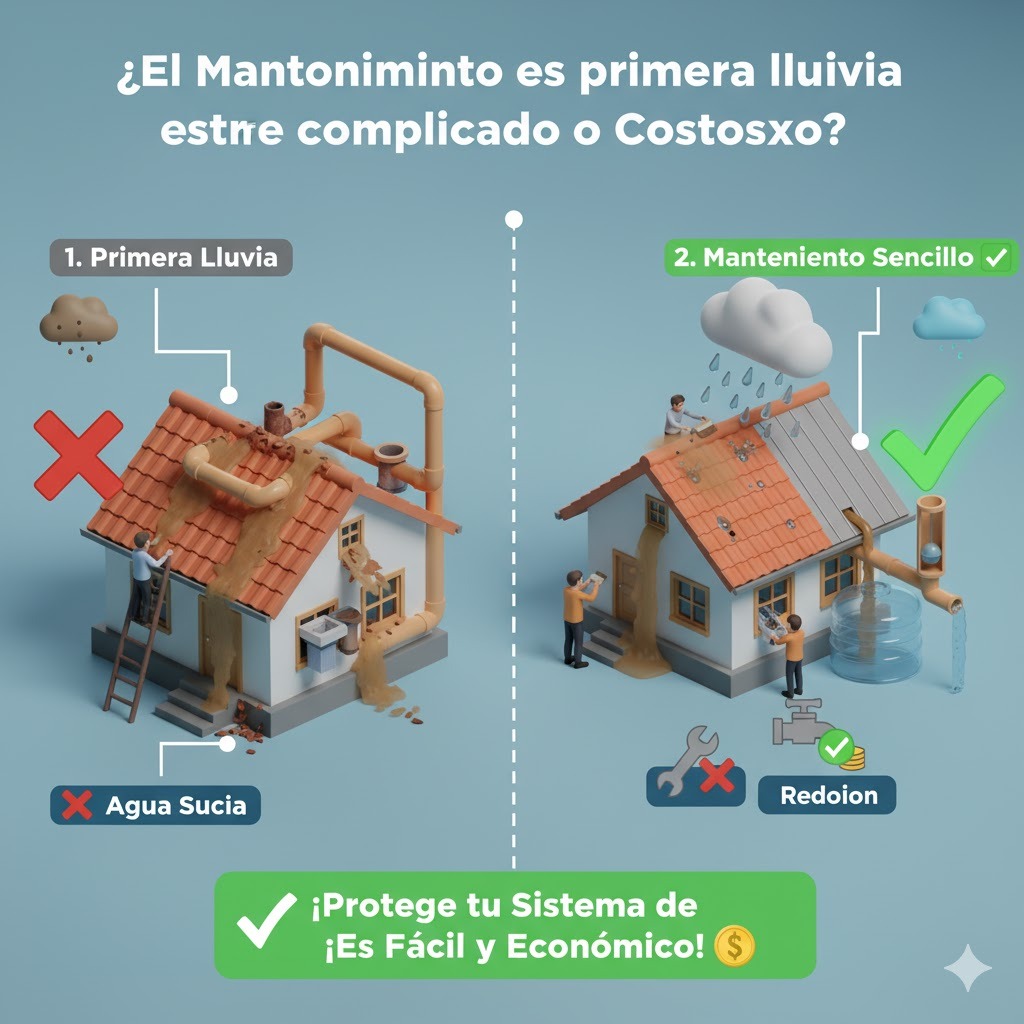 ¿El Mantoniminto es primera lluivia
estrre complicado o Costosxo?
1. Primera Lluvia
2. Manteniento Sencillo
Agua Sucia
Redoion
¡Protege tu Sistema de
¡Es Fácil y Económico!